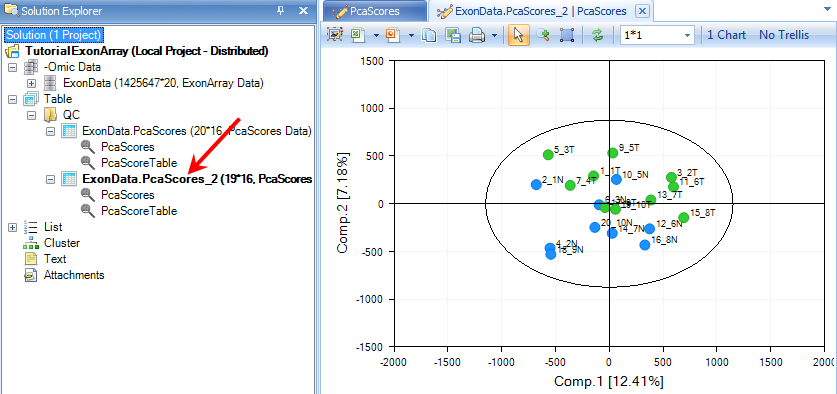 Solution Explorer
Solution (1 Project)
TutorialExonArray (Local Project - Distributed)
-Omic Data
ExonData (1425647*20, ExonArray Data)
Table
QC
ExonData.PcaScores (20*16, PcaScores Data)
PcaScores
PcaScoreTable
ExonData.PcaScores_2 (19*16, PcaScores
PcaScores
PcaScoreTable
List
Cluster
Text
Attachments
PcaScores
ExonData.PcaScores_2 | PcaScores
1*1
1 Chart
No Trellis
1500
1000
500
0
-500
-1000
-1500
Comp.2 [7.18%]
5_3T
9_5T
1_1T
10_5N
3_2T
11_6T
2_1N
7_4T
13_7T
15_8T
20_10N
14_7N
12_6N
16_8N
4_2N
18_9N
-2000
-1500
-1000
-500
0
500
1000
1500
2000
Comp.1 [12.41%]